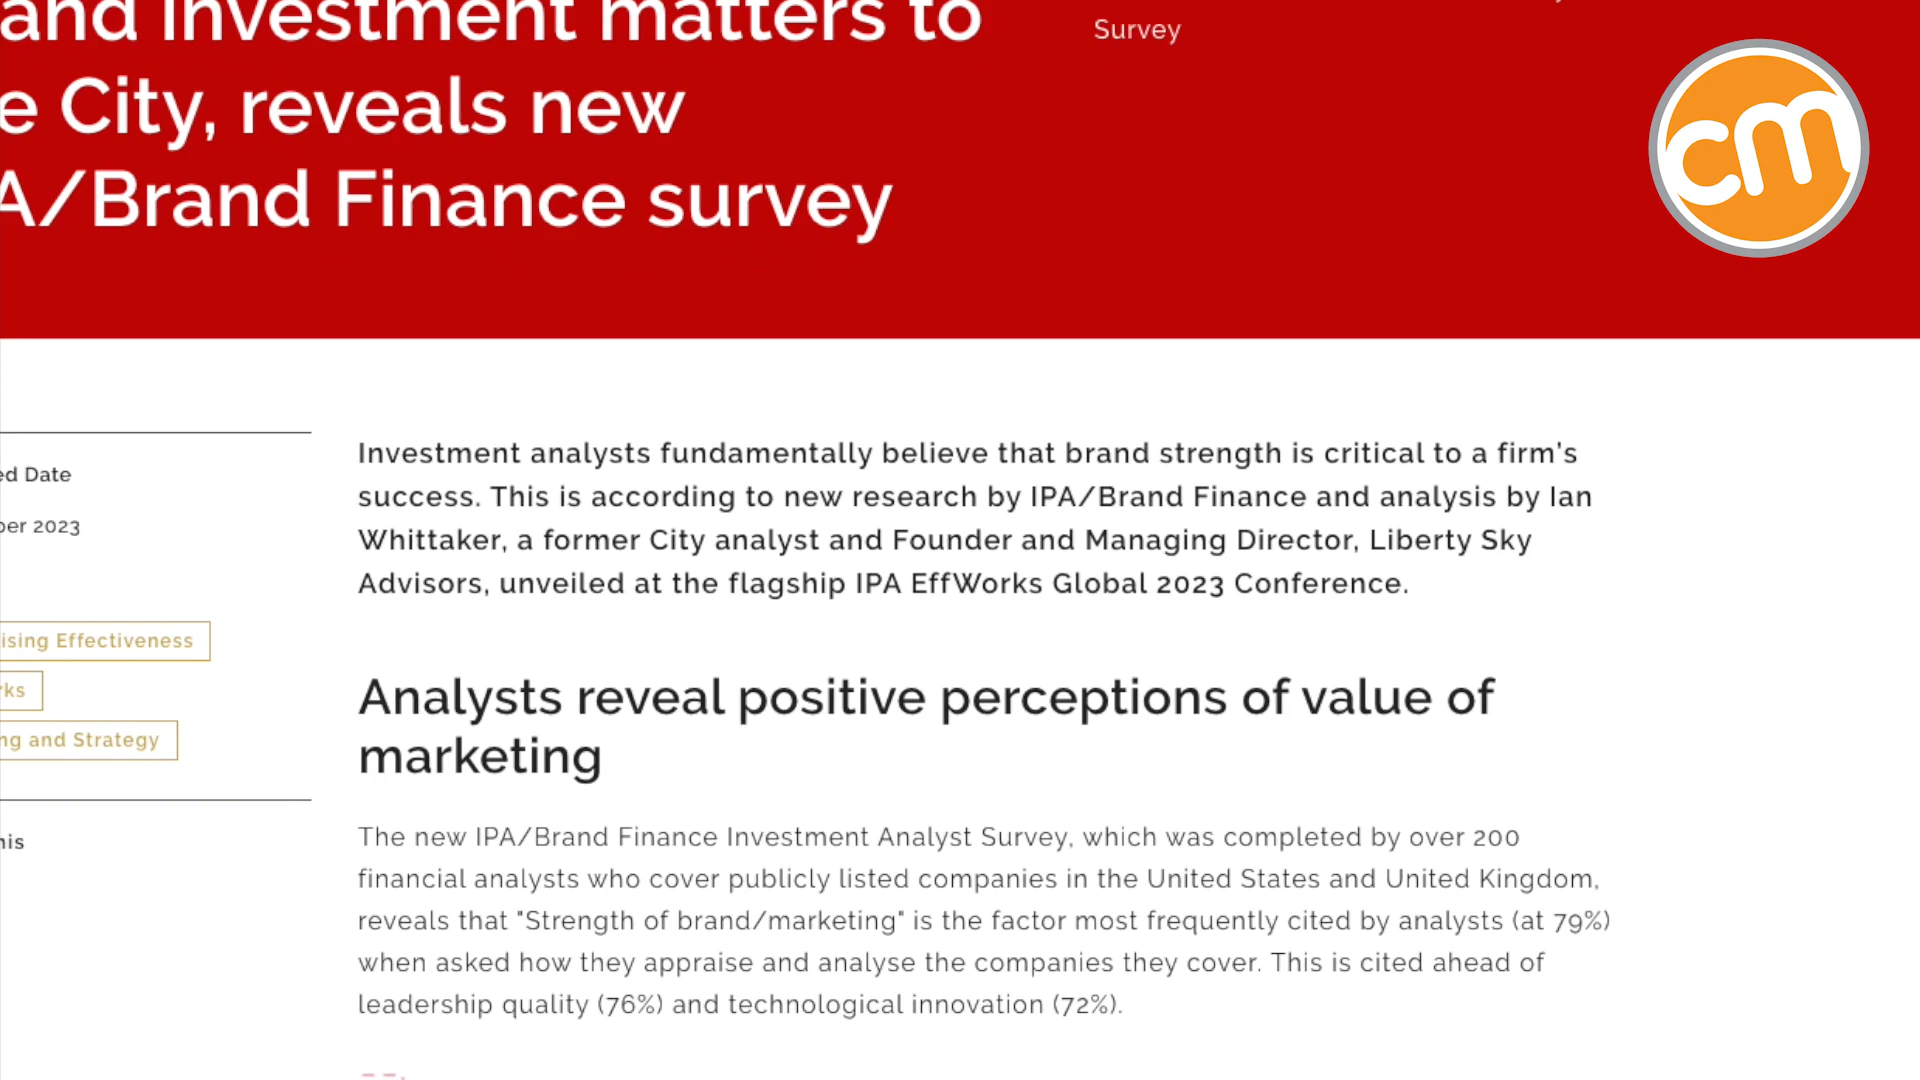 and investment matters to
e City, reveals new
A/Brand Finance survey
Survey
cm
ed Date
ber 2023
ising Effectiveness
rks
ng and Strategy
his
Investment analysts fundamentally believe that brand strength is critical to a firm's
success. This is according to new research by IPA/Brand Finance and analysis by Ian
Whittaker, a former City analyst and Founder and Managing Director, Liberty Sky
Advisors, unveiled at the flagship IPA EffWorks Global 2023 Conference.
Analysts reveal positive perceptions of value of
marketing
The new IPA/Brand Finance Investment Analyst Survey, which was completed by over 200
financial analysts who cover publicly listed companies in the United States and United Kingdom,
reveals that "Strength of brand/marketing" is the factor most frequently cited by analysts (at 79%)
when asked how they appraise and analyse the companies they cover. This is cited ahead of
leadership quality (76%) and technological innovation (72%).